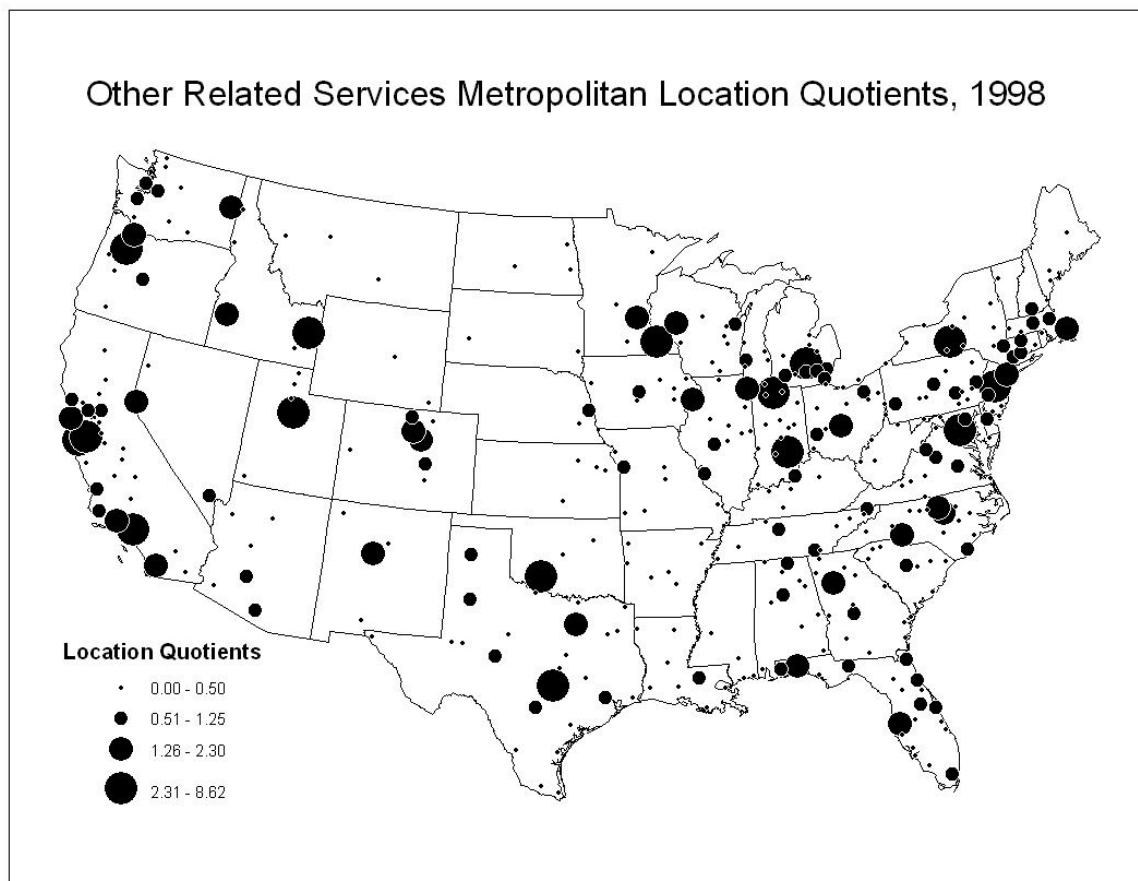 Other Related Services Metropolitan Location Quotients, 1998
Location Quotients
0.00 - 0.50
0.51 - 1.25
1.26 - 2.30
2.31 - 8.62